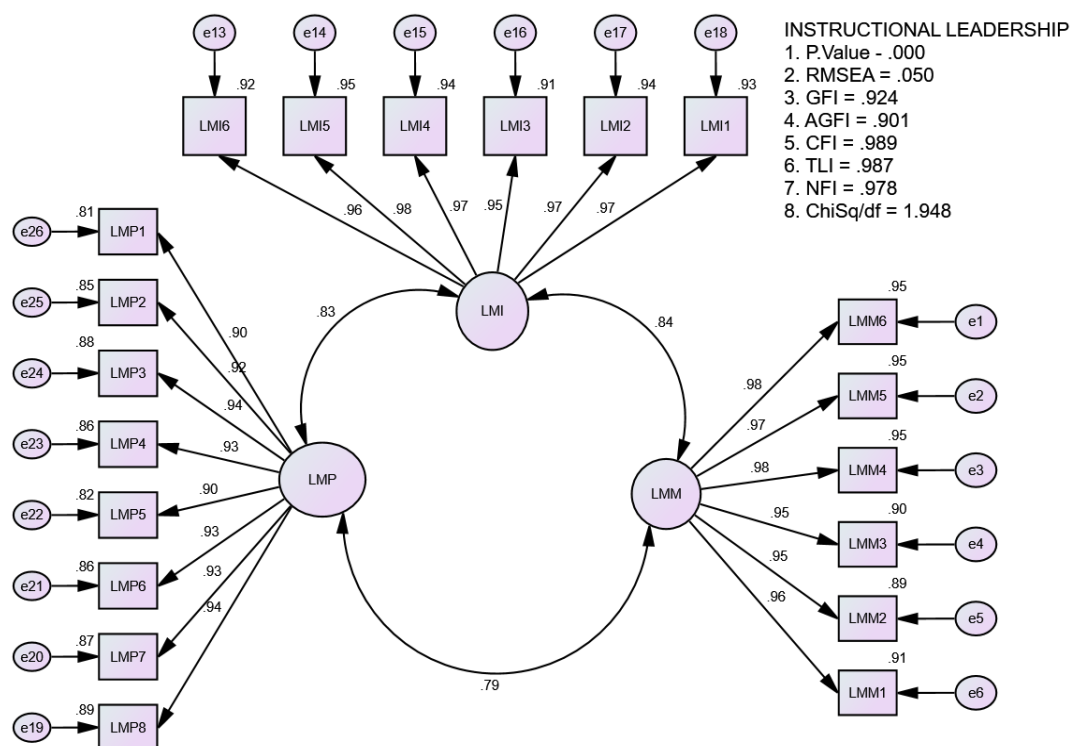 INSTRUCTIONAL LEADERSHIP
1. P.Value - .000
2. RMSEA = .050
3. GFI = .924
4. AGFI = .901
5. CFI = .989
6. TLI = .987
7. NFI = .978
8. ChiSq/df = 1.948
e13 e14 e15 e16 e17 e18
.92 .95 .94 .91 .94 .93
LMI6 LMI5 LMI4 LMI3 LMI2 LMI1
.96 .98 .97 .95 .97 .97
LMI
.83 .84
e26 .81 LMP1 .90
e25 .85 LMP2 .92
e24 .88 LMP3 .94
e23 .86 LMP4 .93
e22 .82 LMP5 .90
e21 .86 LMP6 .93
e20 .87 LMP7 .93
e19 .89 LMP8 .94
LMP
LMM
.98 LMM6 .95 e1
.97 LMM5 .95 e2
.98 LMM4 .95 e3
.95 LMM3 .90 e4
.95 LMM2 .89 e5
.96 LMM1 .91 e6
.79